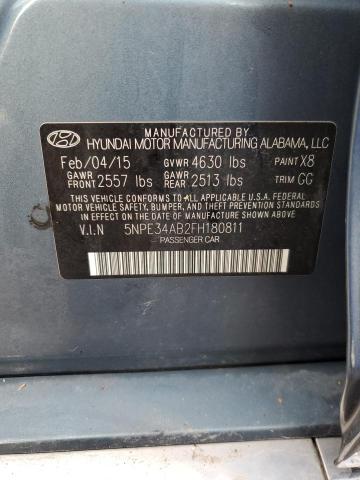 MANUFACTURED BY
HYUNDAI MOTOR MANUFACTURING ALABAMA, LLC
Feb/04/15 GVWR 4630 lbs PAINT X8
GAWR FRONT 2557 lbs GAWR REAR 2513 lbs TRIM GG
THIS VEHICLE CONFORMS TO ALL APPLICABLE U.S.A FEDERAL
MOTOR VEHICLE SAFETY, BUMPER, AND THEFT PREVENTION STANDARDS
IN EFFECT ON THE DATE OF MANUFACTURE SHOWN ABOVE.
V.I.N 5NPE34AB2FH180811
PASSENGER CAR